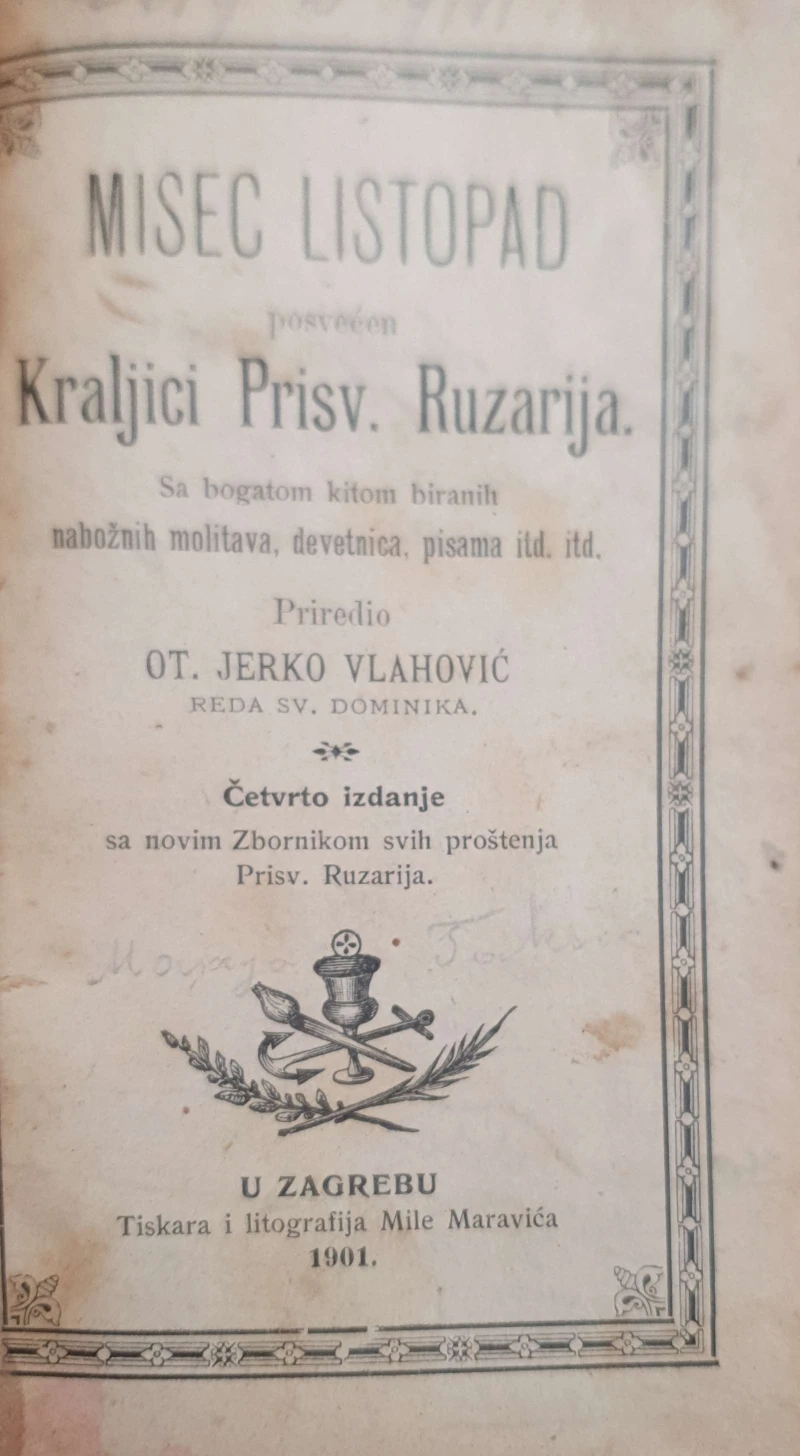 MISEC LISTOPAD
posvećen
Kraljici Prisv. Ruzarija.
Sa bogatom kitom biranih
nabožnih molitava, devetnica, pisama itd. itd.
Priredio
OT. JERKO VLAHOVIĆ
REDA SV. DOMINIKA.
Četvrto izdanje
sa novim Zbornikom svih proštenja
Prisv. Ruzarija.
U ZAGREBU
Tiskara i litografija Mile Maravića
1901.